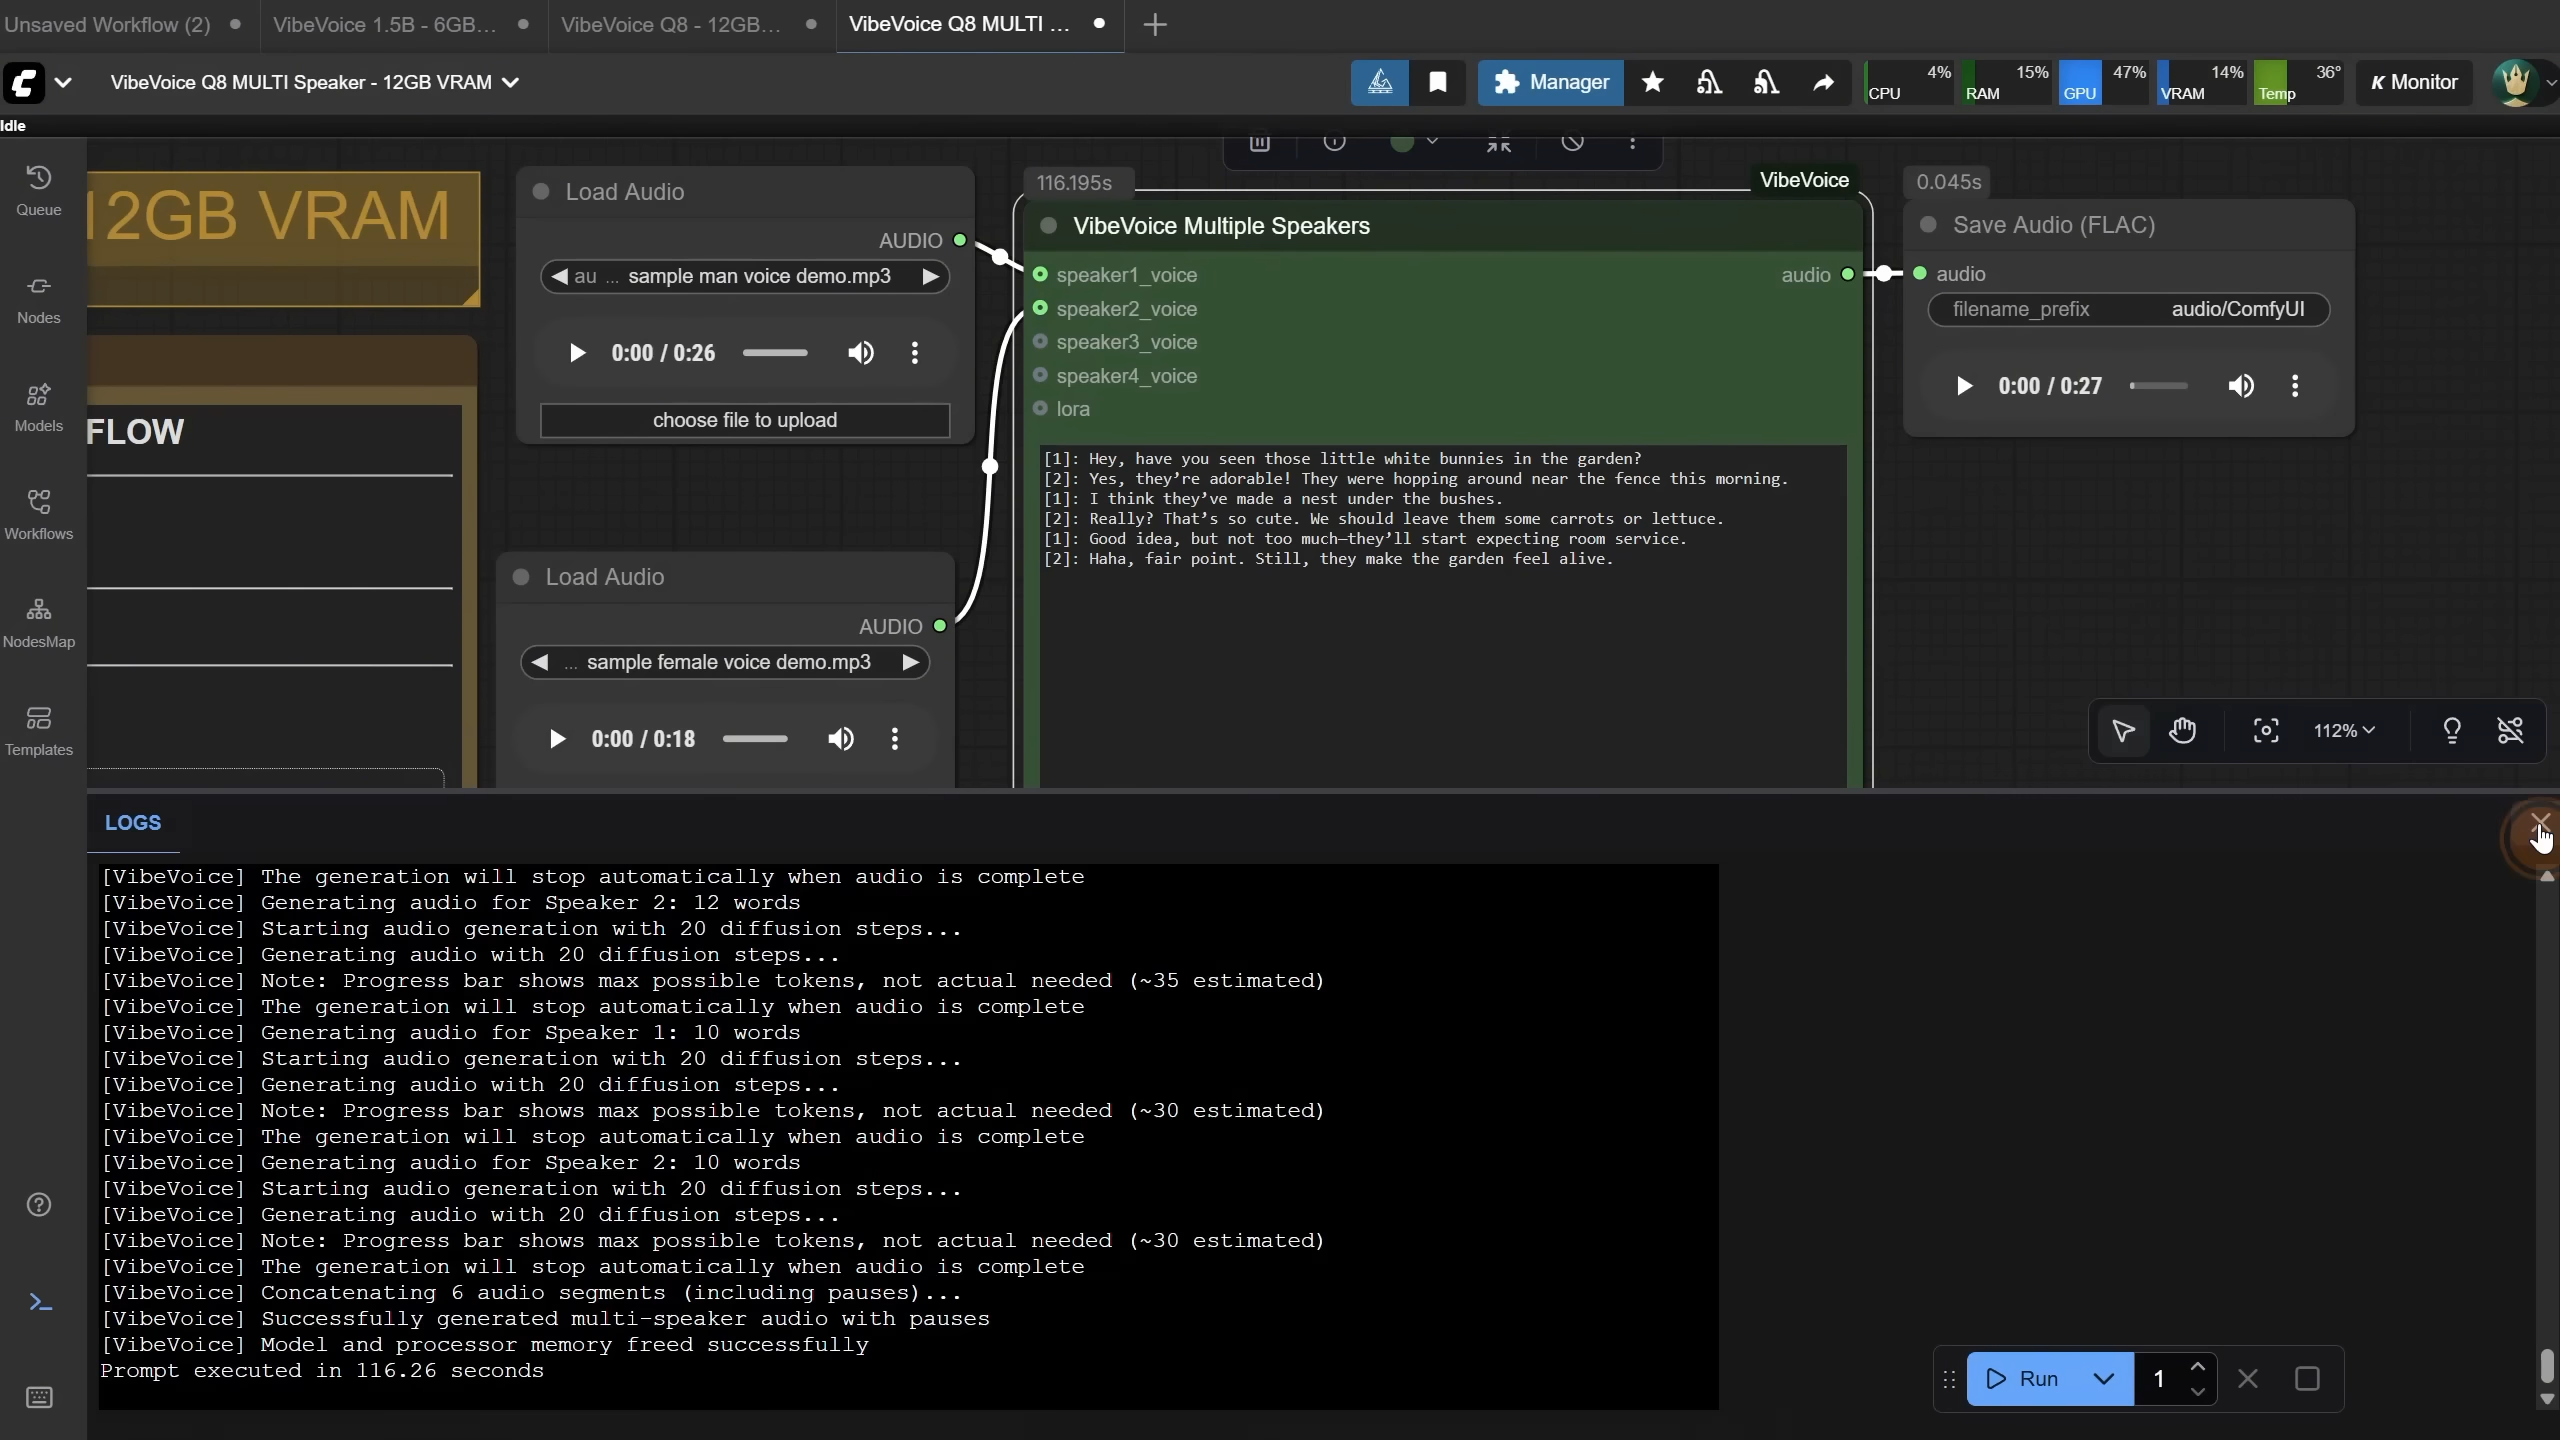 Unsaved Workflow (2)
VibeVoice 1.5B - 6GB...
VibeVoice Q8 - 12GB...
VibeVoice Q8 MULTI ...
VibeVoice Q8 MULTI Speaker - 12GB VRAM
Manager
CPU 4%
RAM 15%
GPU 47%
VRAM 14%
Temp 36°
K Monitor
Idle
Queue
Nodes
Models
Workflows
NodesMap
Templates
12GB VRAM
FLOW
Load Audio
AUDIO
au ... sample man voice demo.mp3
0:00 / 0:26
choose file to upload
Load Audio
AUDIO
... sample female voice demo.mp3
0:00 / 0:18
116.195s
VibeVoice
VibeVoice Multiple Speakers
speaker1_voice
audio
speaker2_voice
speaker3_voice
speaker4_voice
lora
[1]: Hey, have you seen those little white bunnies in the garden?
[2]: Yes, they’re adorable! They were hopping around near the fence this morning.
[1]: I think they’ve made a nest under the bushes.
[2]: Really? That’s so cute. We should leave them some carrots or lettuce.
[1]: Good idea, but not too much—they’ll start expecting room service.
[2]: Haha, fair point. Still, they make the garden feel alive.
0.045s
Save Audio (FLAC)
audio
filename_prefix audio/ComfyUI
0:00 / 0:27
112%
LOGS
[VibeVoice] The generation will stop automatically when audio is complete
[VibeVoice] Generating audio for Speaker 2: 12 words
[VibeVoice] Starting audio generation with 20 diffusion steps...
[VibeVoice] Generating audio with 20 diffusion steps...
[VibeVoice] Note: Progress bar shows max possible tokens, not actual needed (~35 estimated)
[VibeVoice] The generation will stop automatically when audio is complete
[VibeVoice] Generating audio for Speaker 1: 10 words
[VibeVoice] Starting audio generation with 20 diffusion steps...
[VibeVoice] Generating audio with 20 diffusion steps...
[VibeVoice] Note: Progress bar shows max possible tokens, not actual needed (~30 estimated)
[VibeVoice] The generation will stop automatically when audio is complete
[VibeVoice] Generating audio for Speaker 2: 10 words
[VibeVoice] Starting audio generation with 20 diffusion steps...
[VibeVoice] Generating audio with 20 diffusion steps...
[VibeVoice] Note: Progress bar shows max possible tokens, not actual needed (~30 estimated)
[VibeVoice] The generation will stop automatically when audio is complete
[VibeVoice] Concatenating 6 audio segments (including pauses)...
[VibeVoice] Successfully generated multi-speaker audio with pauses
[VibeVoice] Model and processor memory freed successfully
Prompt executed in 116.26 seconds
Run
1